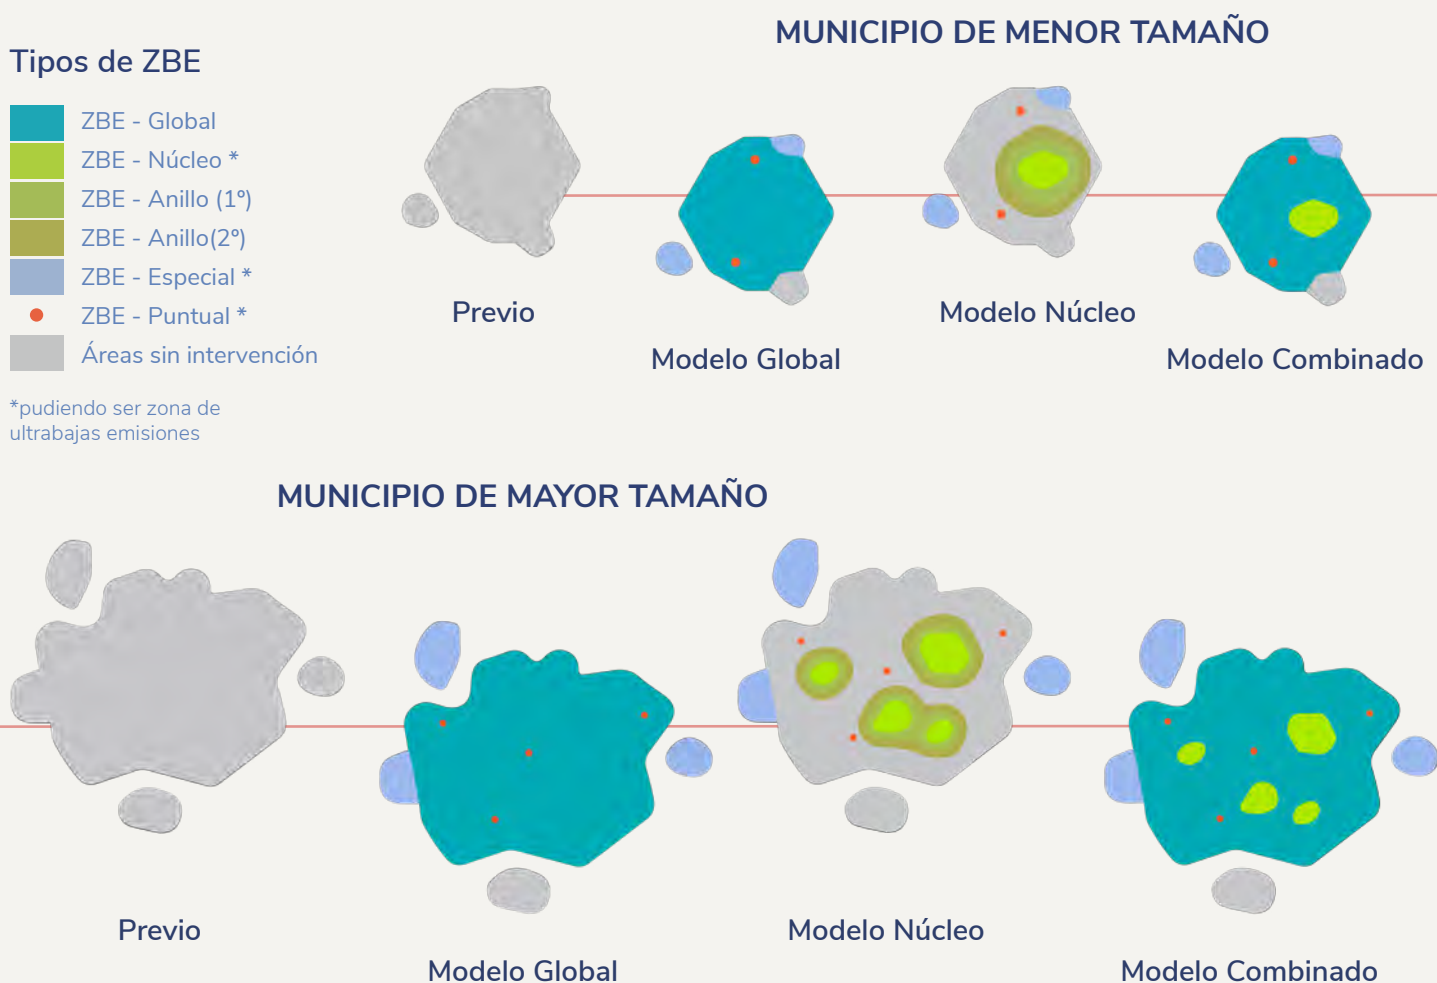 MUNICIPIO DE MENOR TAMAÑO
Tipos de ZBE
ZBE - Global
ZBE - Núcleo *
ZBE - Anillo (1º)
ZBE - Anillo(2º)
ZBE - Especial *
ZBE - Puntual *
Áreas sin intervención
*pudiendo ser zona de
ultrabajas emisiones
Previo
Modelo Global
Modelo Núcleo
Modelo Combinado
MUNICIPIO DE MAYOR TAMAÑO
Previo
Modelo Global
Modelo Núcleo
Modelo Combinado